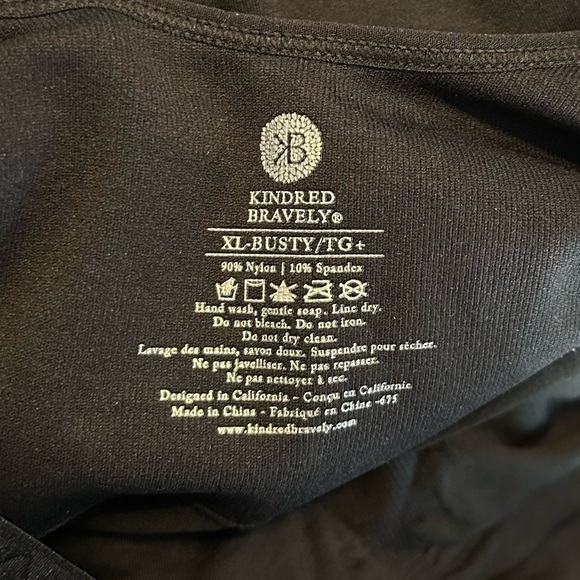 KB
KINDRED
BRAVELY®
XL-BUSTY/TG+
90% Nylon | 10% Spandex
Hand wash, gentle soap. Line dry.
Do not bleach. Do not iron.
Do not dry clean.
Lavage des mains, savon doux. Suspendre pour sécher.
Ne pas javelliser. Ne pas repasser.
Ne pas nettoyer à sec.
Designed in California - Conçu en Californie
Made in China - Fabriqué en Chine -675
www.kindredbravely.com